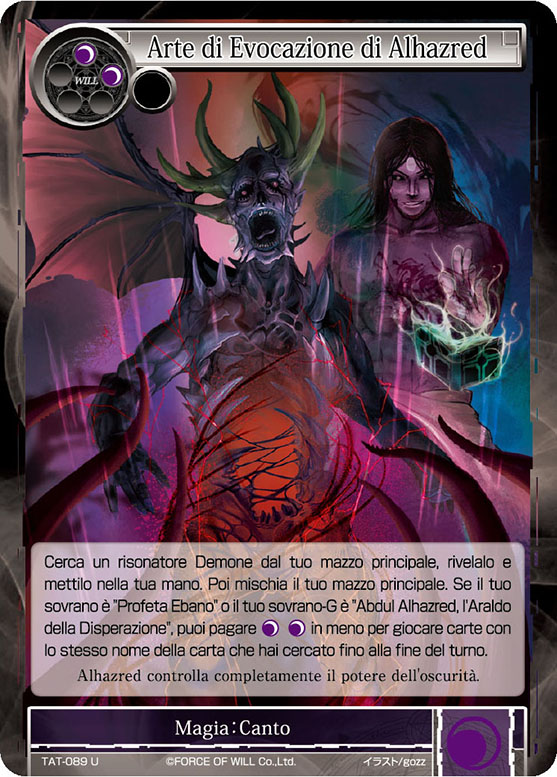 Arte di Evocazione di Alhazred
WILL
Cerca un risonatore Demone dal tuo mazzo principale, rivelalo e
mettilo nella tua mano. Poi mischia il tuo mazzo principale. Se il tuo
sovrano è "Profeta Ebano" o il tuo sovrano-G è "Abdul Alhazred, l'Araldo
della Disperazione", puoi pagare in meno per giocare carte con
lo stesso nome della carta che hai cercato fino alla fine del turno.
Alhazred controlla completamente il potere dell'oscurità.
Magia:Canto
TAT-089 U ©FORCE OF WILL Co.,Ltd. イラスト/gozz